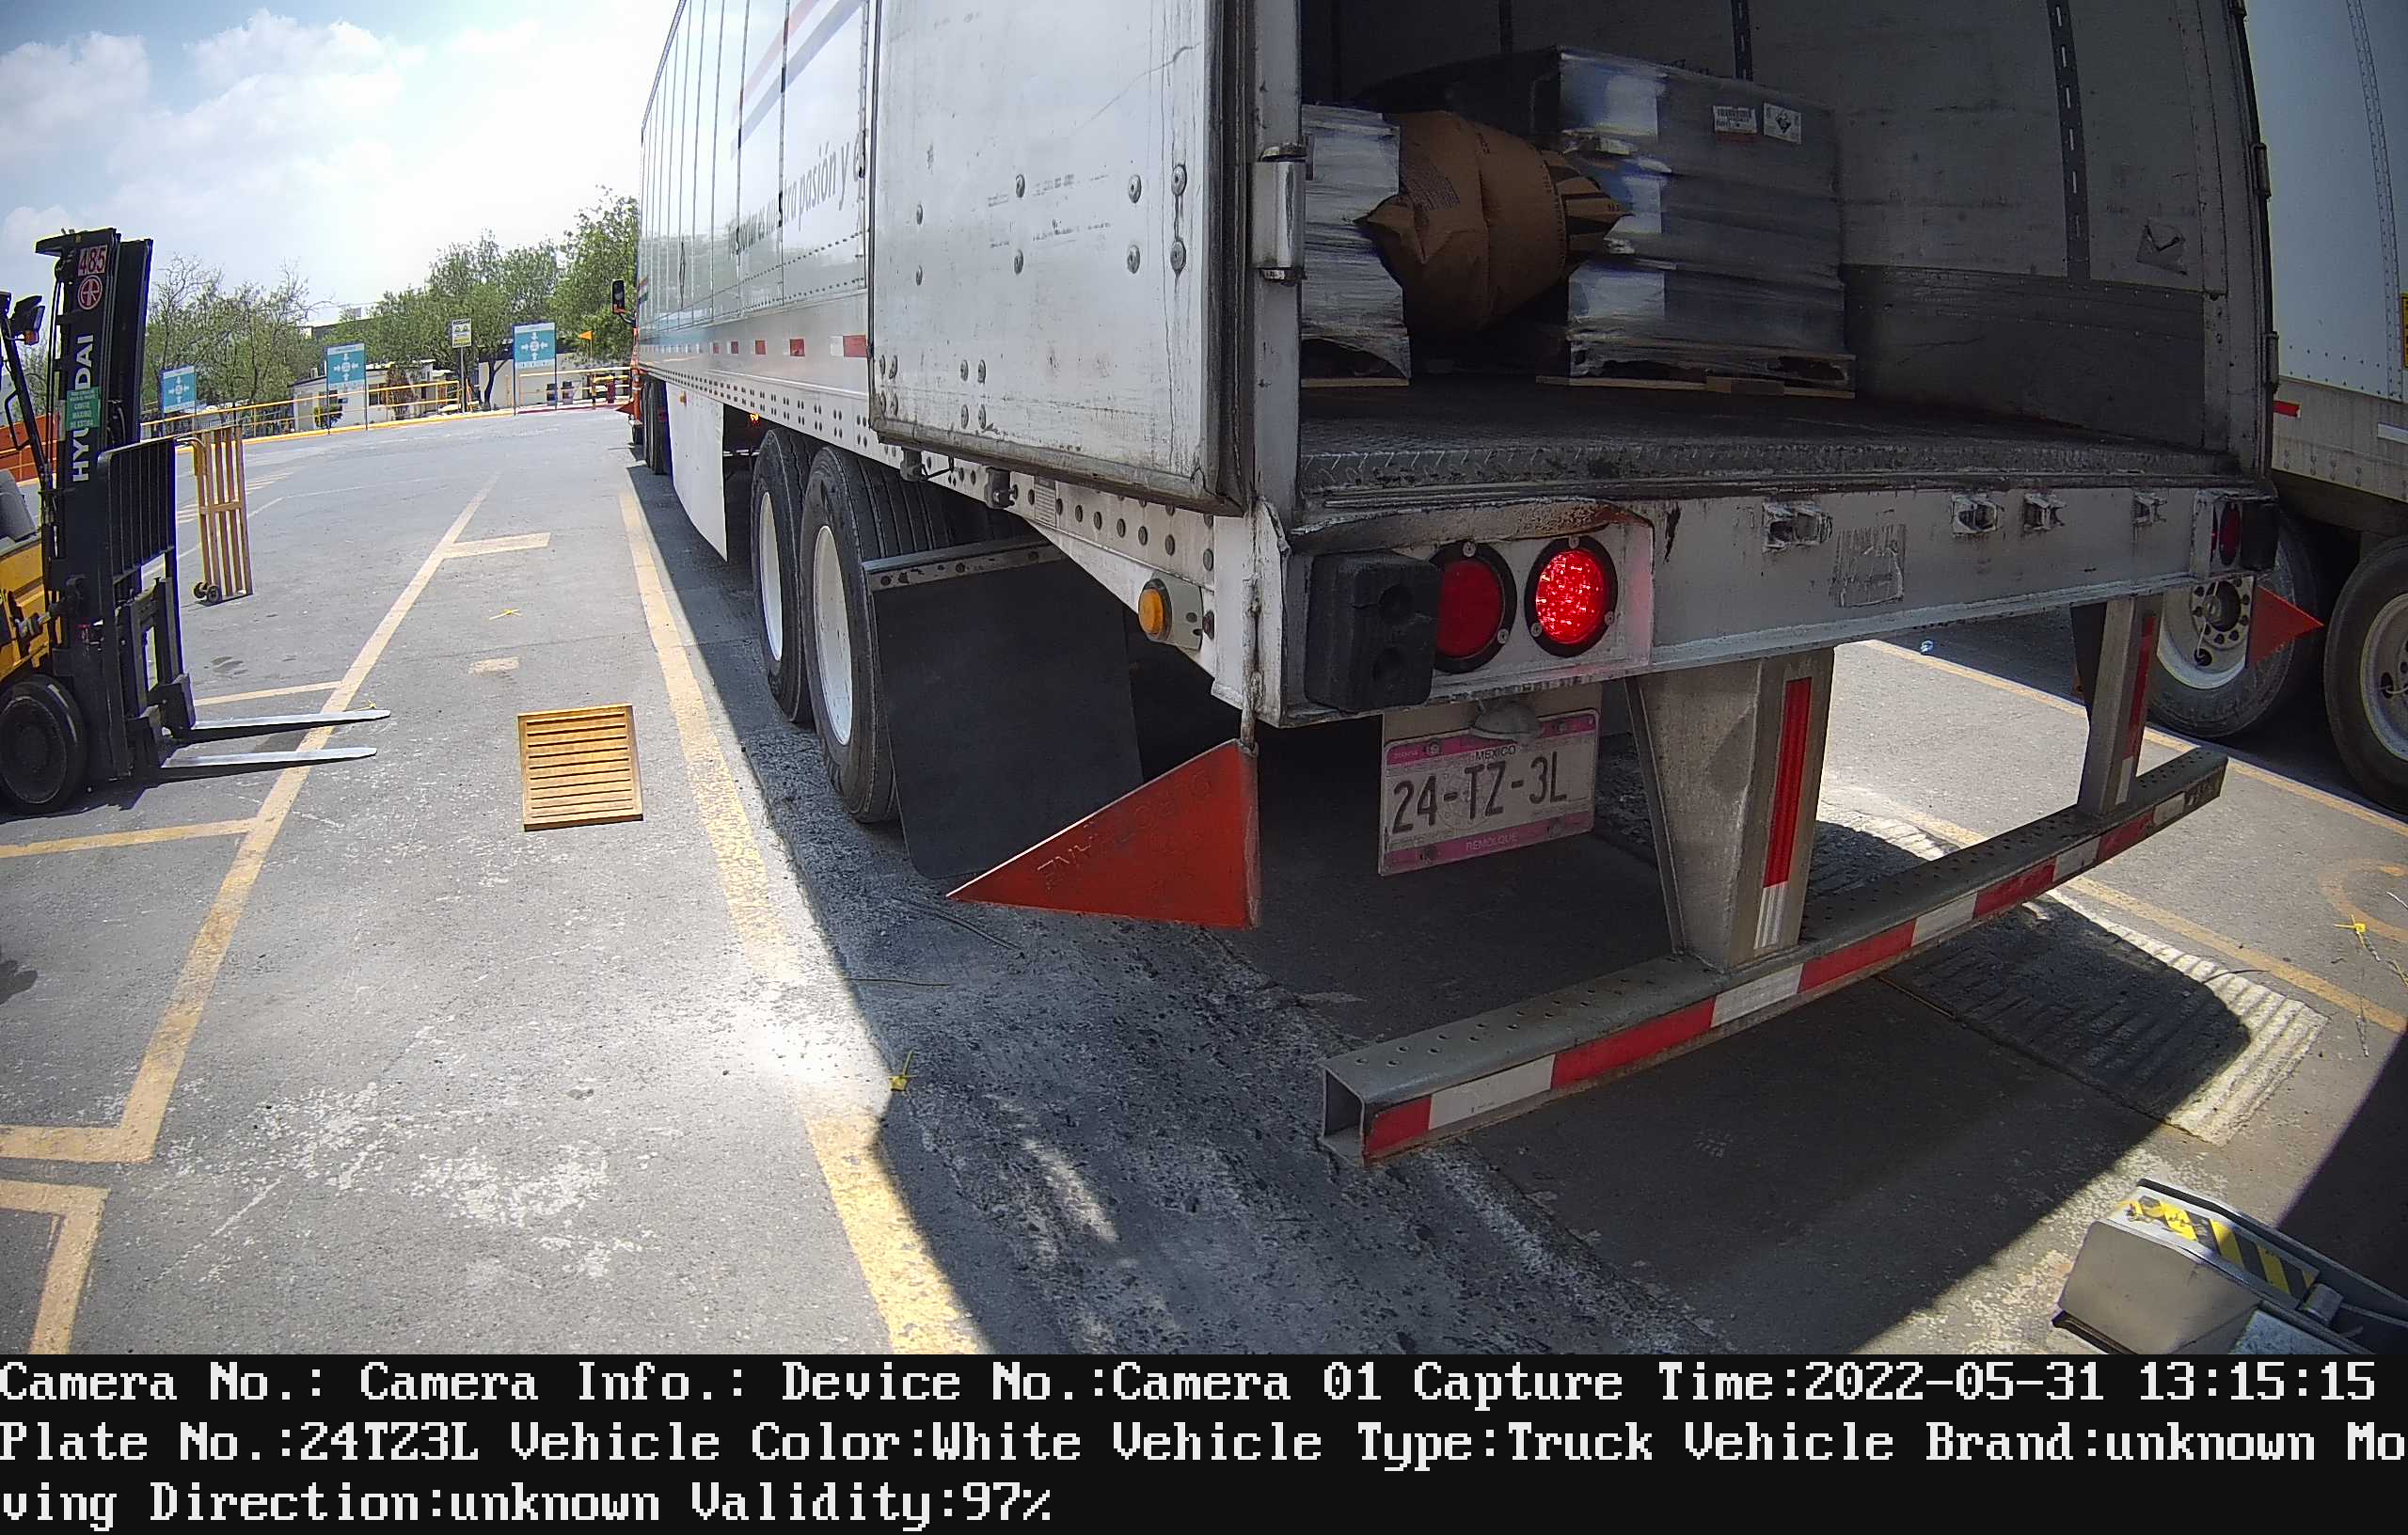 485
HYUNDAI
tra pasión y e
MEXICO
24-TZ-3L
REMOLQUE
Camera No.: Camera Info.: Device No.:Camera 01 Capture Time:2022-05-31 13:15:15
Plate No.:24TZ3L Vehicle Color:White Vehicle Type:Truck Vehicle Brand:unknown Mo
ving Direction:unknown Validity:97%